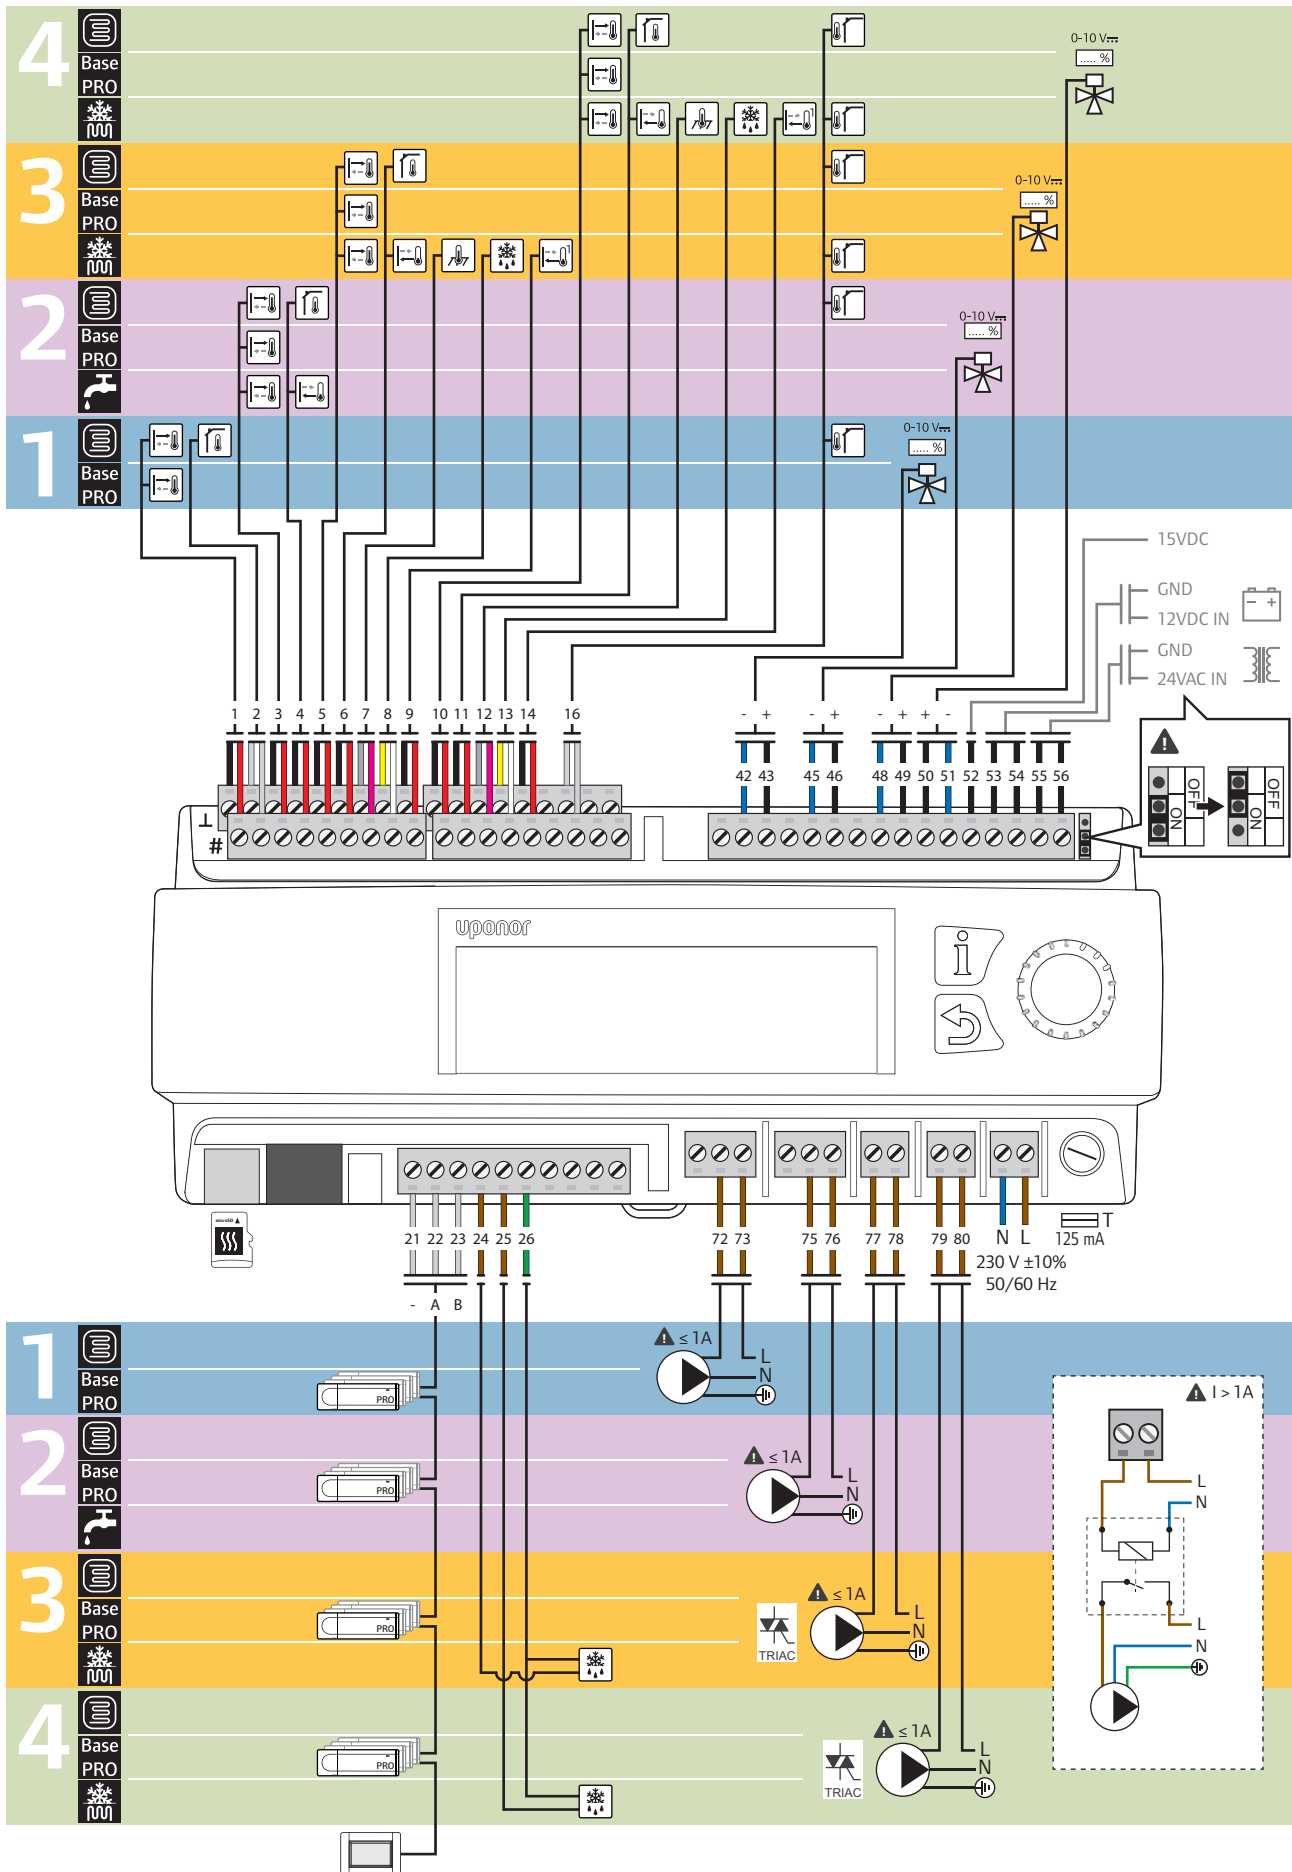 4
Base
PRO
0-10 V
..... %
3
Base
PRO
0-10 V
..... %
2
Base
PRO
0-10 V
..... %
1
Base
PRO
0-10 V
..... %
15VDC
GND
12VDC IN
- +
GND
24VAC IN
1 2 3 4 5 6 7 8 9 10 11 12 13 14 16
- + - + - + + -
42 43 45 46 48 49 50 51 52 53 54 55 56
OFF
ON
OFF
ON
⊥
#
uponor
i
microSD
21 22 23 24 25 26
- A B
72 73 75 76 77 78 79 80
N L
230 V ±10%
50/60 Hz
T
125 mA
1
Base
PRO
PRO
≤ 1A
L
N
2
Base
PRO
PRO
≤ 1A
L
N
3
Base
PRO
PRO
TRIAC
≤ 1A
L
N
4
Base
PRO
PRO
TRIAC
≤ 1A
L
N
I > 1A
L
N
L
N